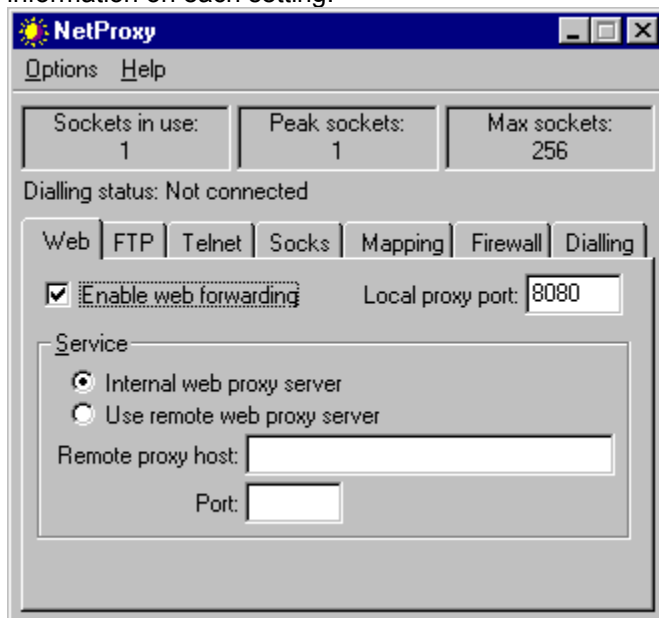 information on each setting.
NetProxy
Options Help
Sockets in use: Peak sockets: Max sockets:
1 1 256
Dialling status: Not connected
Web FTP Telnet Socks Mapping Firewall Dialling
Enable web forwarding Local proxy port: 8080
Service
Internal web proxy server
Use remote web proxy server
Remote proxy host:
Port: